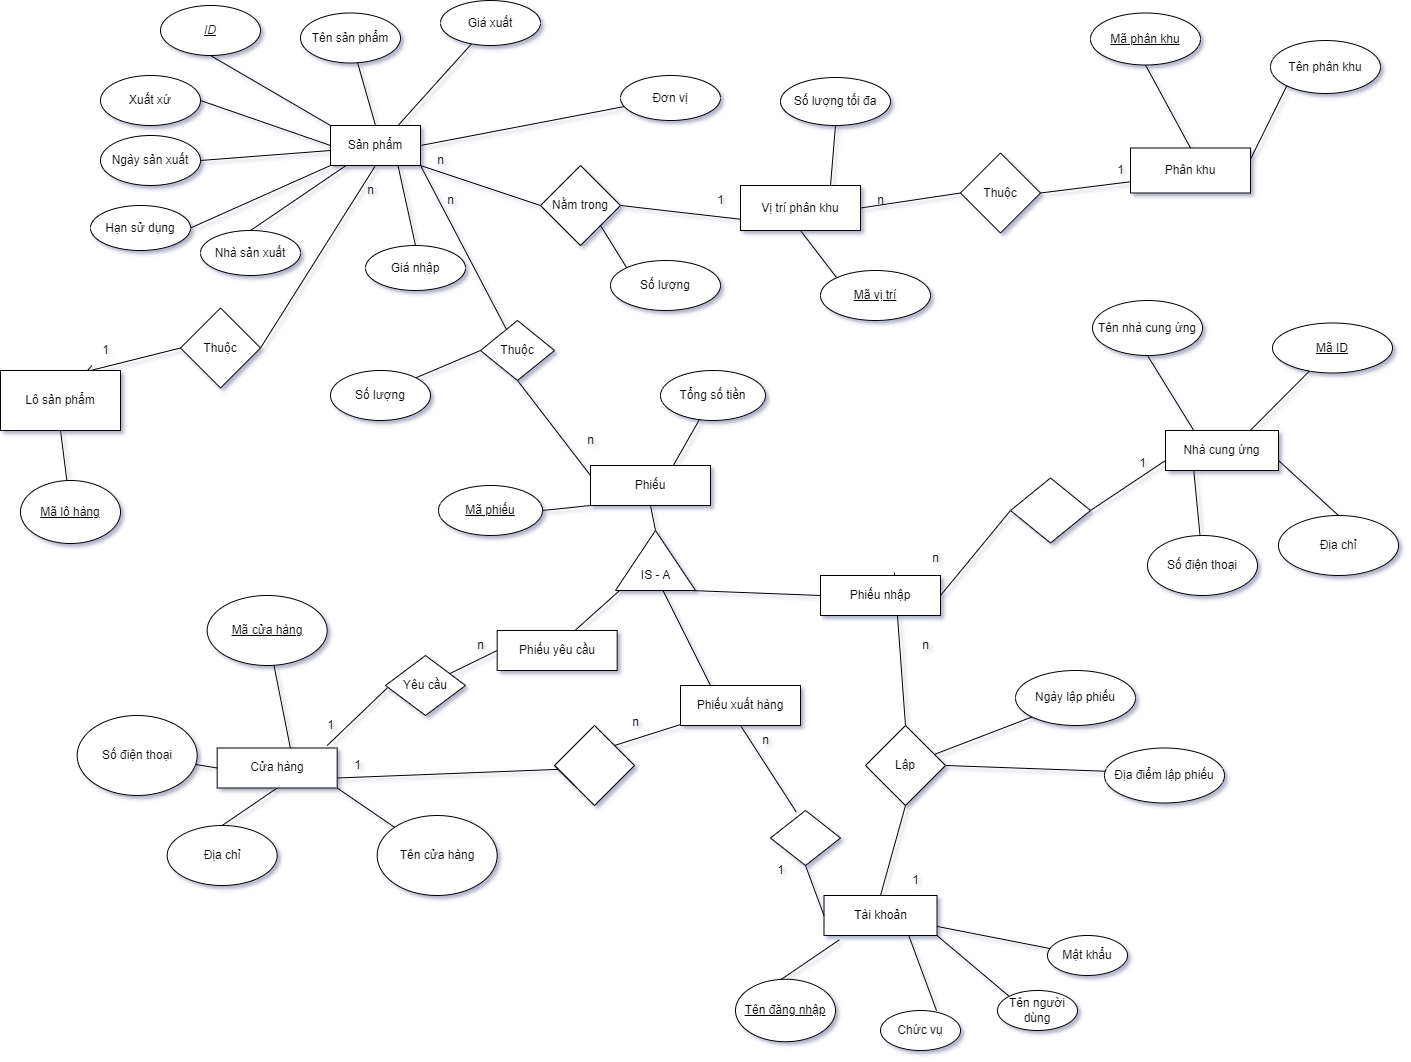 ID
Tên sản phẩm
Giá xuất
Xuất xứ
Ngày sản xuất
Hạn sử dụng
Nhà sản xuất
Giá nhập
Đơn vị
Sản phẩm
n
n
n
Nằm trong
Số lượng
1
Số lượng tối đa
Vị trí phân khu
Mã vị trí
n
Thuộc
1
Mã phân khu
Tên phân khu
Phân khu
Thuộc
1
Lô sản phẩm
Mã lô hàng
Thuộc
Số lượng
n
Tổng số tiền
Phiếu
Mã phiếu
IS - A
Tên nhà cung ứng
Mã ID
Nhà cung ứng
1
Số điện thoại
Địa chỉ
n
Phiếu nhập
n
Phiếu yêu cầu
n
Yêu cầu
1
Mã cửa hàng
Số điện thoại
Cửa hàng
1
Địa chỉ
Tên cửa hàng
Phiếu xuất hàng
n
n
Lập
Ngày lập phiếu
Địa điểm lập phiếu
1
1
Tài khoản
Tên đăng nhập
Chức vụ
Tên người
dùng
Mật khẩu